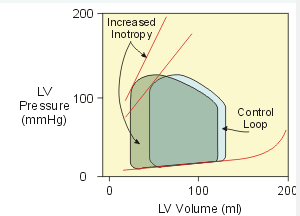 200
Increased
Inotropy
LV
Pressure
(mmHg)
100
Control
Loop
0
0
100
200
LV Volume (ml)